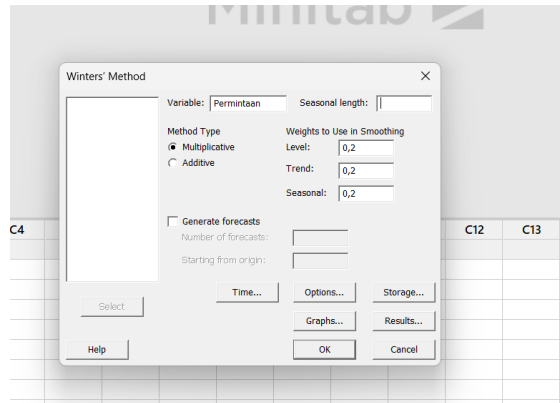 Minitab
Winters' Method
Variable: Permintaan Seasonal length:
Method Type Weights to Use in Smoothing
Multiplicative Level: 0,2
Additive
Trend: 0,2
Seasonal: 0,2
C4 C12 C13
Generate forecasts
Number of forecasts:
Starting from origin:
Time... Options... Storage...
Select
Graphs... Results...
Help OK Cancel